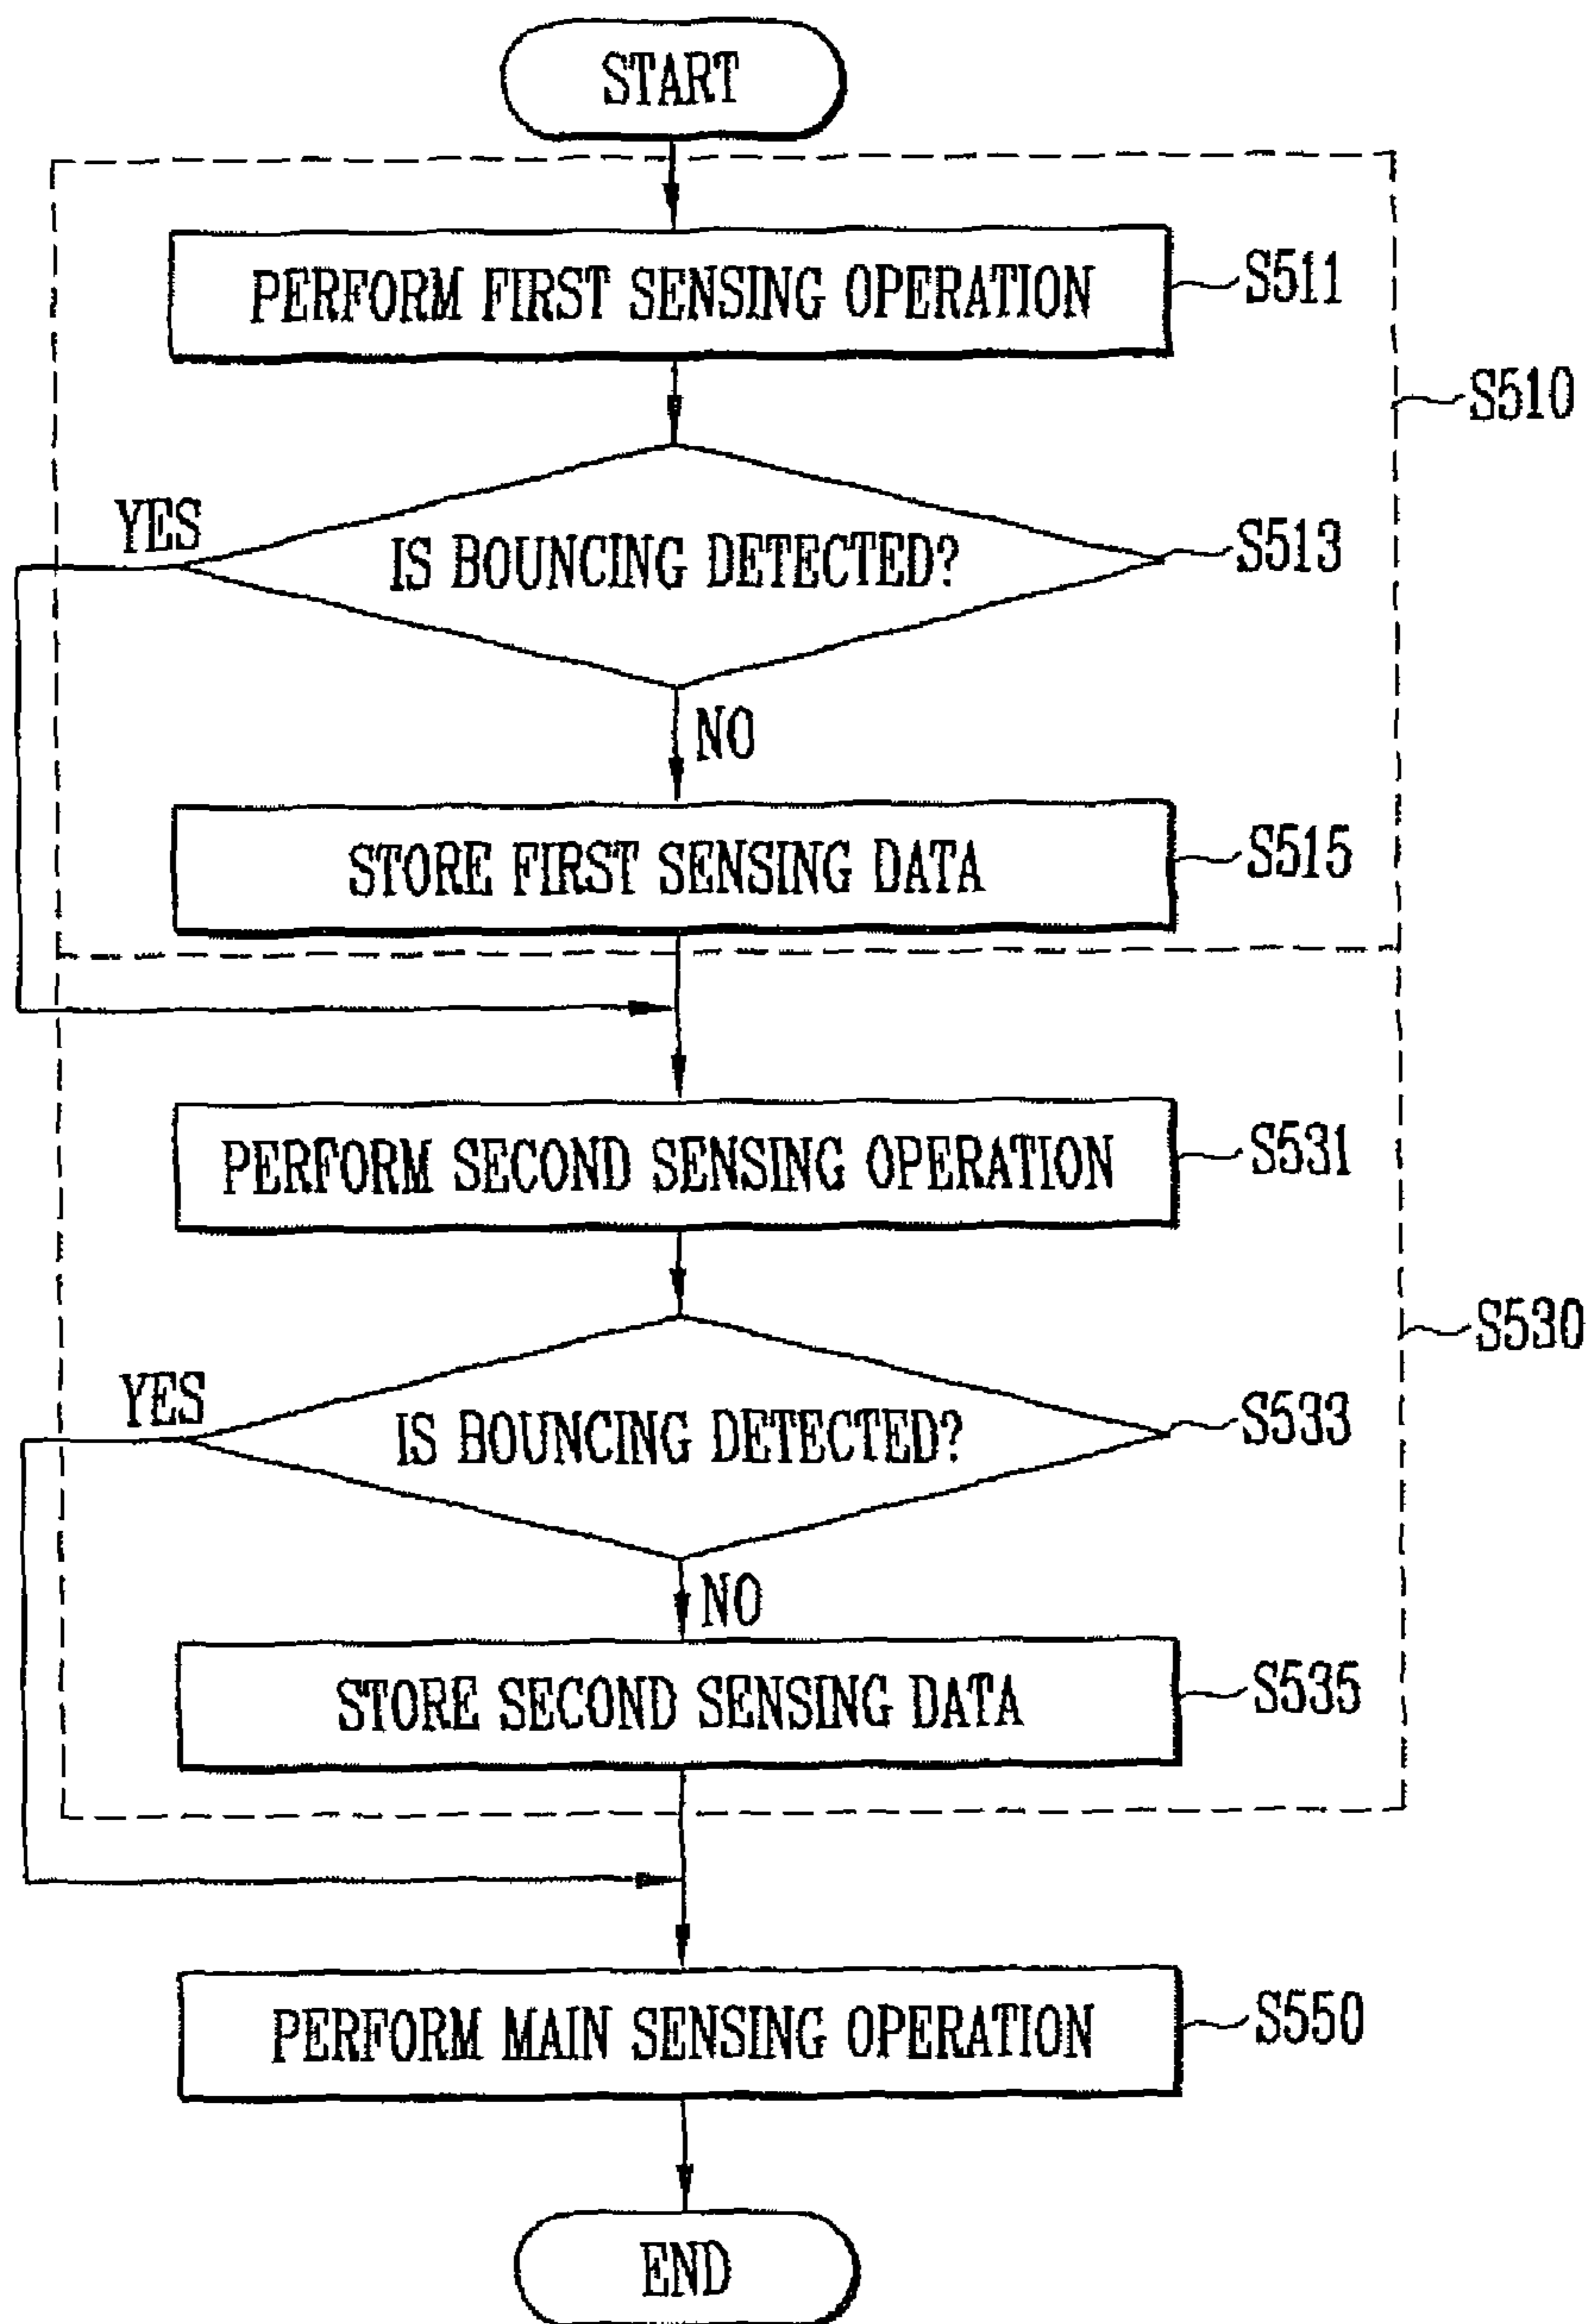 START
PERFORM FIRST SENSING OPERATION
S511
S510
YES
IS BOUNCING DETECTED?
S513
NO
STORE FIRST SENSING DATA
S515
PERFORM SECOND SENSING OPERATION
S531
S530
YES
IS BOUNCING DETECTED?
S533
NO
STORE SECOND SENSING DATA
S535
PERFORM MAIN SENSING OPERATION
S550
END